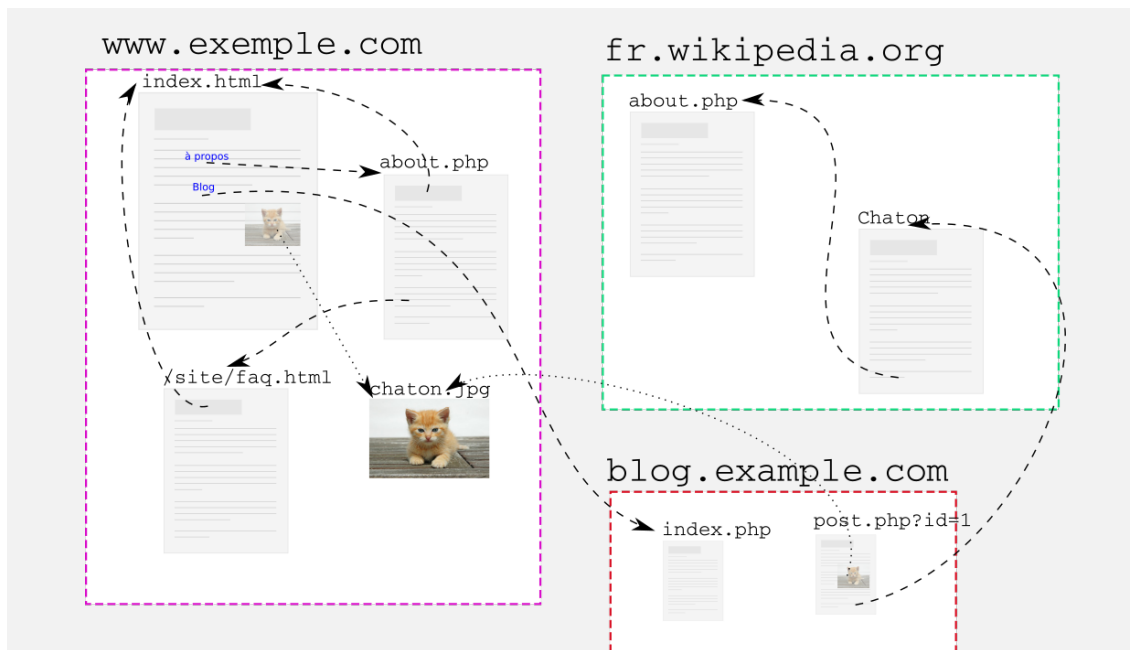 www.exemple.com
index.html
à propos
Blog
about.php
/site/faq.html
chaton.jpg
fr.wikipedia.org
about.php
Chaton
blog.example.com
index.php
post.php?id=1